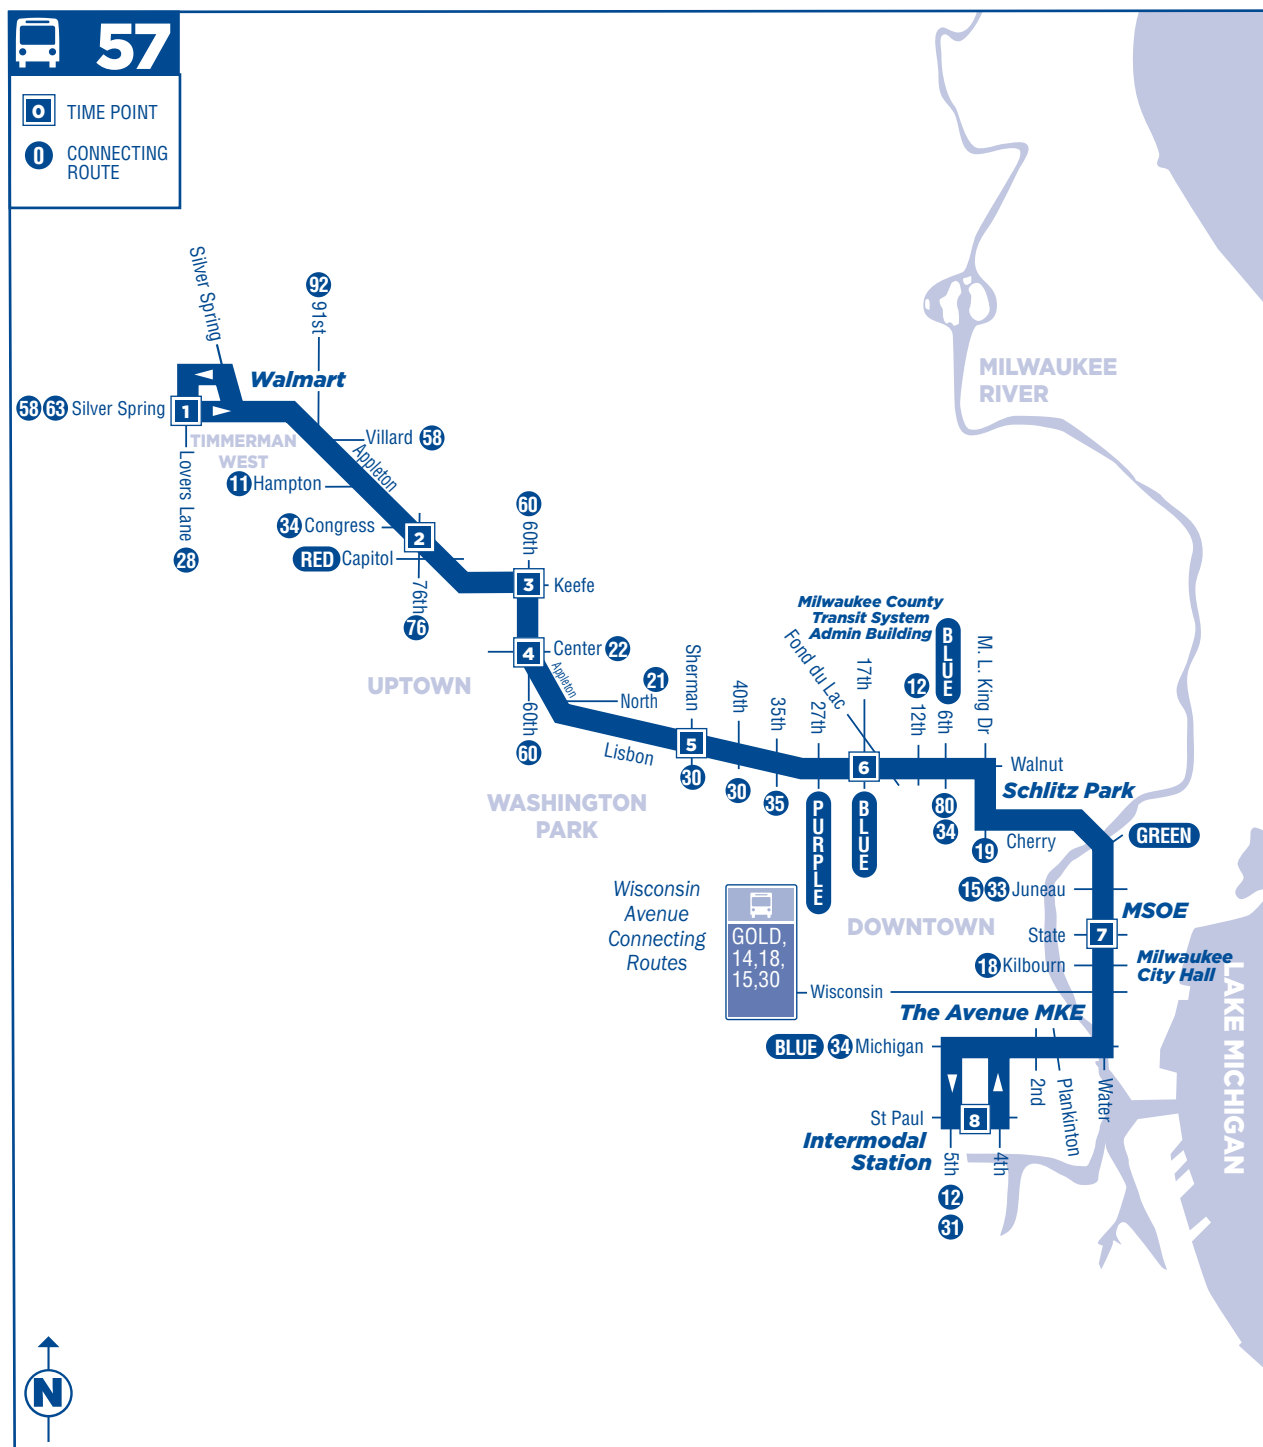 57
0 TIME POINT
0 CONNECTING
ROUTE
Silver Spring
92
91st
Walmart
58 63 Silver Spring
1
TIMMERMAN
WEST
Villard 58
Appleton
Lovers Lane
28
11 Hampton
34 Congress
2
RED Capitol
76th
76
60
60th
3
Keefe
4
Center 22
Appleton
60th
60
UPTOWN
21
North
Lisbon
Sherman
5
30
40th
30
35th
35
27th
PURPLE
Fond du Lac
17th
6
BLUE
Milwaukee County
Transit System
Admin Building
12
12th
BLUE
6th
80
34
M. L. King Dr
Walnut
Schlitz Park
19
Cherry
GREEN
WASHINGTON
PARK
MILWAUKEE
RIVER
15 33 Juneau
MSOE
DOWNTOWN
State
7
18 Kilbourn
Milwaukee
City Hall
Wisconsin
Avenue
Connecting
Routes
GOLD,
14,18,
15,30
Wisconsin
The Avenue MKE
BLUE 34 Michigan
2nd
Plankinton
Water
St Paul
8
Intermodal
Station
5th
4th
12
31
LAKE MICHIGAN
N